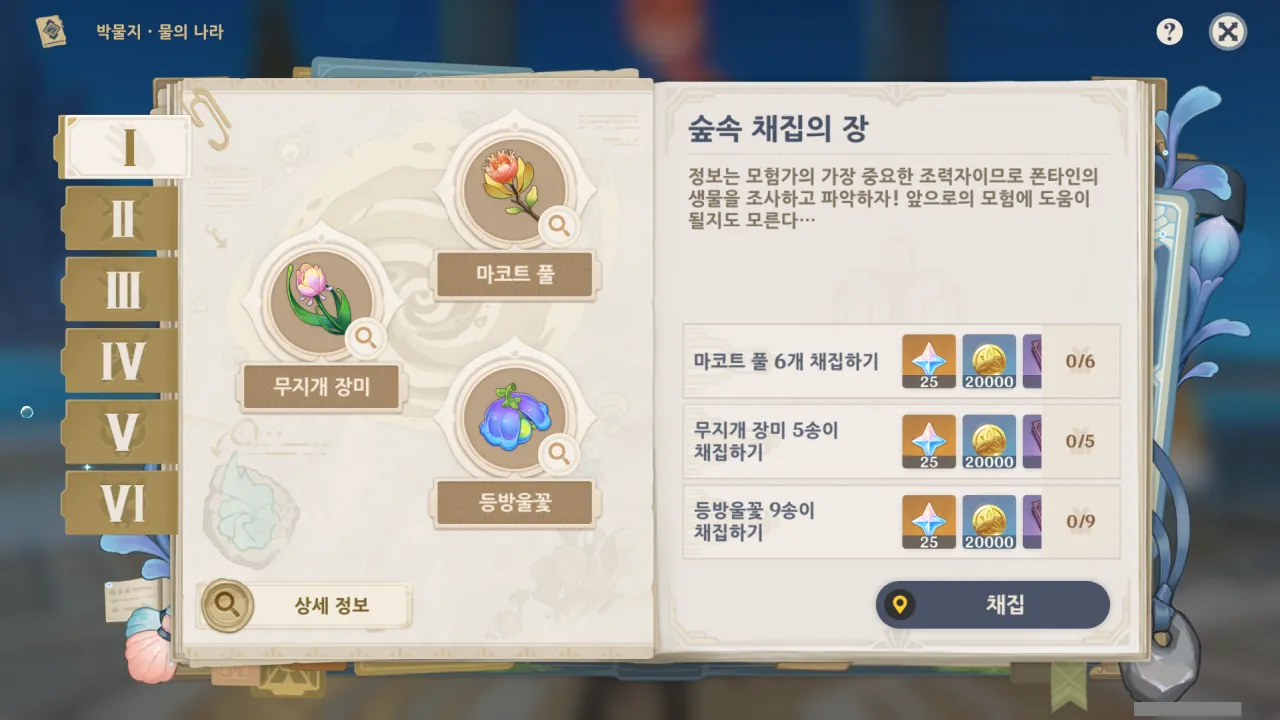 박물지 · 물의 나라
?
I
II
III
IV
V
VI
마코트 풀
무지개 장미
등방울꽃
상세 정보
숲속 채집의 장
정보는 모험가의 가장 중요한 조력자이므로 폰타인의
생물을 조사하고 파악하자! 앞으로의 모험에 도움이
될지도 모른다…
마코트 풀 6개 채집하기
25
20000
0/6
무지개 장미 5송이
채집하기
25
20000
0/5
등방울꽃 9송이
채집하기
25
20000
0/9
채집